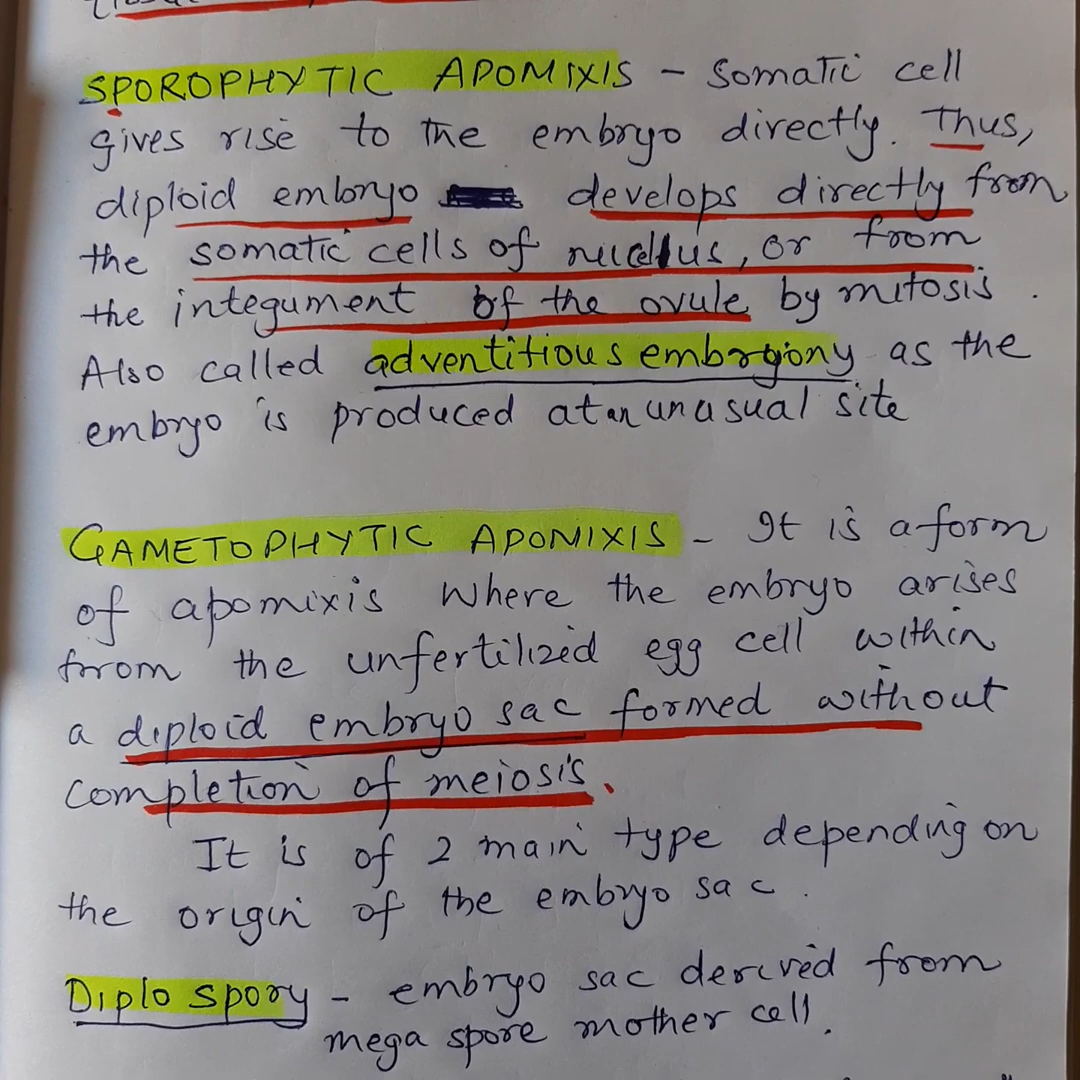 SPOROPHYTIC APOMIXIS - Somatic cell
gives rise to the embryo directly. Thus,
diploid embryo develops directly from
the somatic cells of nucellus, or from
the integument of the ovule by mitosis.
Also called adventitious embryony as the
embryo is produced at an unusual site
GAMETOPHYTIC APOMIXIS - It is a form
of apomixis where the embryo arises
from the unfertilized egg cell within
a diploid embryo sac formed without
completion of meiosis.
It is of 2 main type depending on
the origin of the embryo sac.
Diplospory - embryo sac derived from
mega spore mother cell.